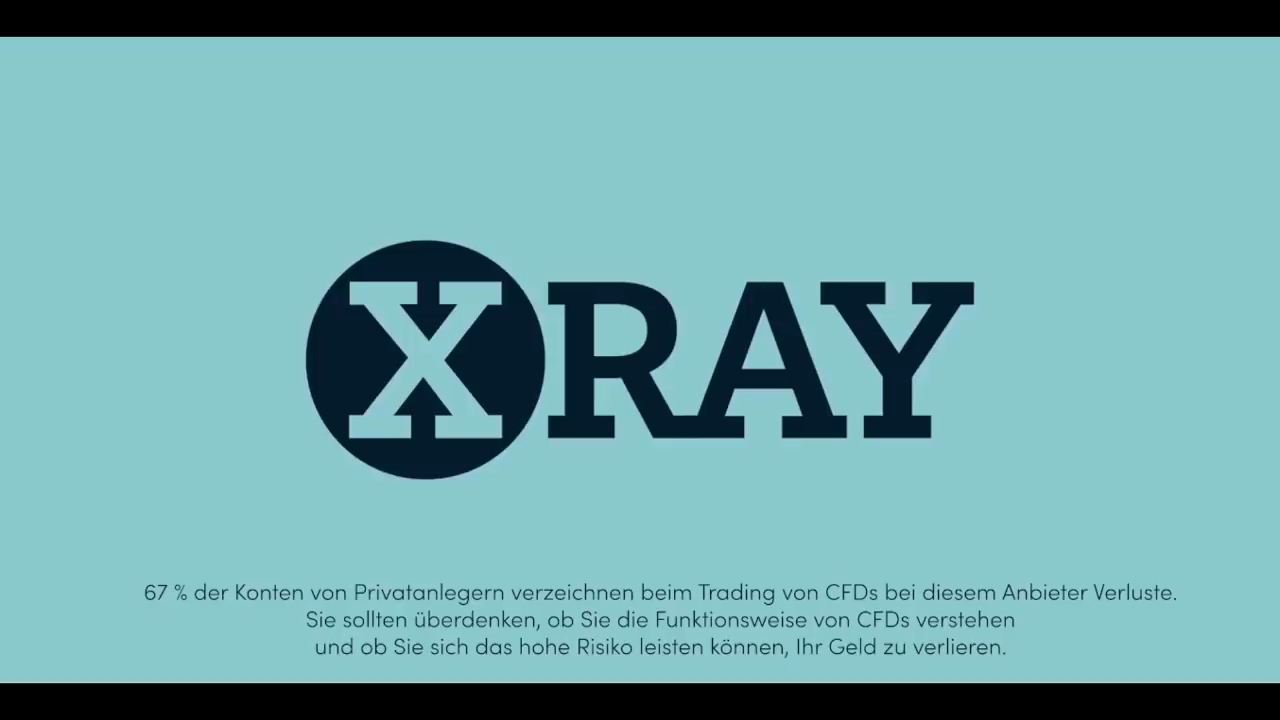 XRAY
67 % der Konten von Privatanlegern verzeichnen beim Trading von CFDs bei diesem Anbieter Verluste.
Sie sollten überdenken, ob Sie die Funktionsweise von CFDs verstehen
und ob Sie sich das hohe Risiko leisten können, Ihr Geld zu verlieren.